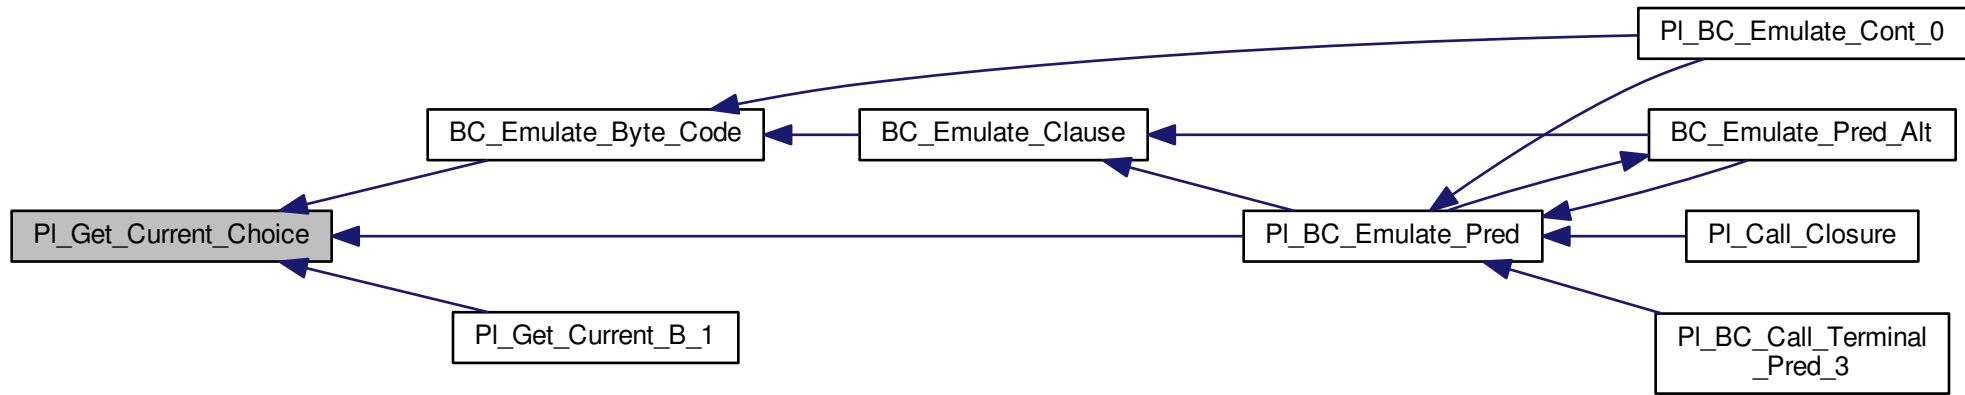 Pl_BC_Emulate_Cont_0
BC_Emulate_Byte_Code
BC_Emulate_Clause
BC_Emulate_Pred_Alt
Pl_Get_Current_Choice
Pl_BC_Emulate_Pred
Pl_Call_Closure
Pl_Get_Current_B_1
Pl_BC_Call_Terminal
_Pred_3